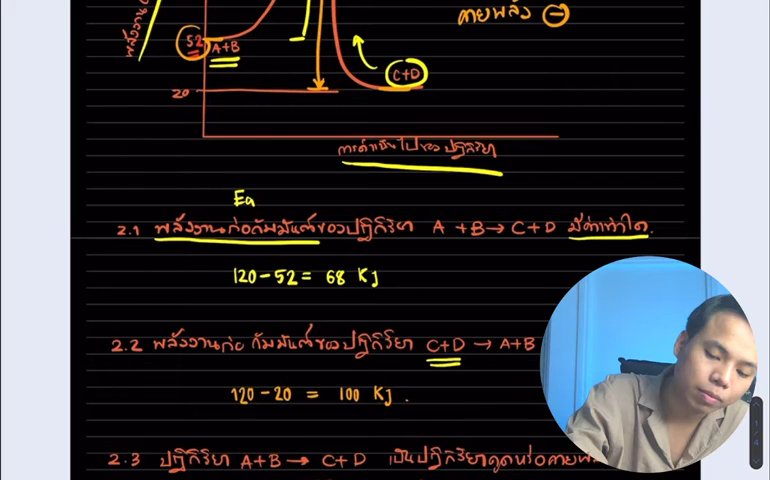 คายพลัง -
พลังงาน
52 A+B
C+D
20
การดำเนินไปของปฏิกิริยา
Ea
2.1 พลังงานก่อกัมมันต์ของปฏิกิริยา A + B → C + D มีค่าเท่าใด.
120 - 52 = 68 KJ
2.2 พลังงานก่อกัมมันต์ของปฏิกิริยา C+D → A+B
120 - 20 = 100 KJ.
2.3 ปฏิกิริยา A+B → C+D เป็นปฏิกิริยาดูดหรือคาย
1/4